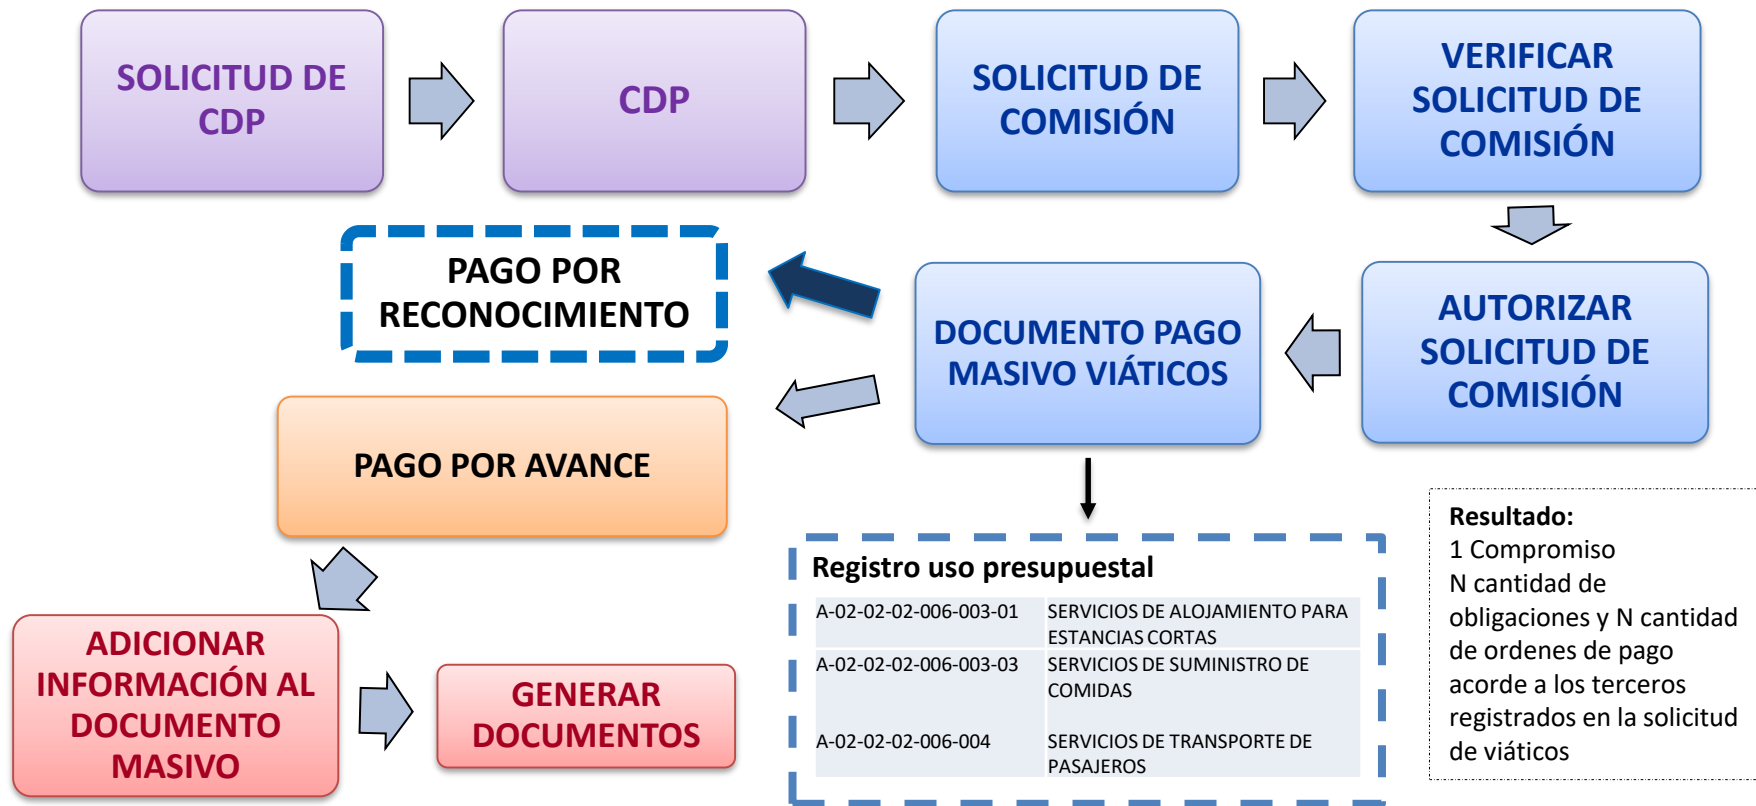 SOLICITUD DE
CDP
CDP
SOLICITUD DE
COMISIÓN
VERIFICAR
SOLICITUD DE
COMISIÓN
PAGO POR
RECONOCIMIENTO
DOCUMENTO PAGO
MASIVO VIÁTICOS
AUTORIZAR
SOLICITUD DE
COMISIÓN
PAGO POR AVANCE
ADICIONAR
INFORMACIÓN AL
DOCUMENTO
MASIVO
GENERAR
DOCUMENTOS
Registro uso presupuestal
A-02-02-02-006-003-01 SERVICIOS DE ALOJAMIENTO PARA
ESTANCIAS CORTAS
A-02-02-02-006-003-03 SERVICIOS DE SUMINISTRO DE
COMIDAS
A-02-02-02-006-004 SERVICIOS DE TRANSPORTE DE
PASAJEROS
Resultado:
1 Compromiso
N cantidad de
obligaciones y N cantidad
de ordenes de pago
acorde a los terceros
registrados en la solicitud
de viáticos